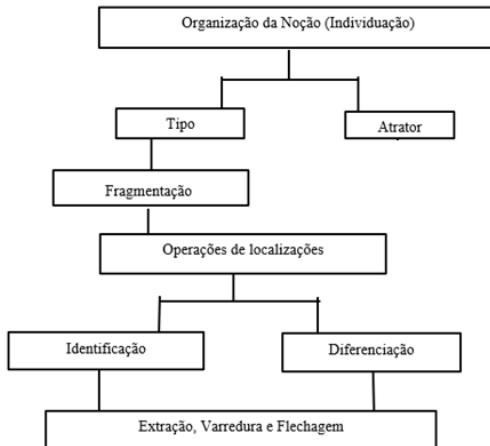 Organização da Noção (Individuação)
Tipo
Atrator
Fragmentação
Operações de localizações
Identificação
Diferenciação
Extração, Varredura e Flechagem